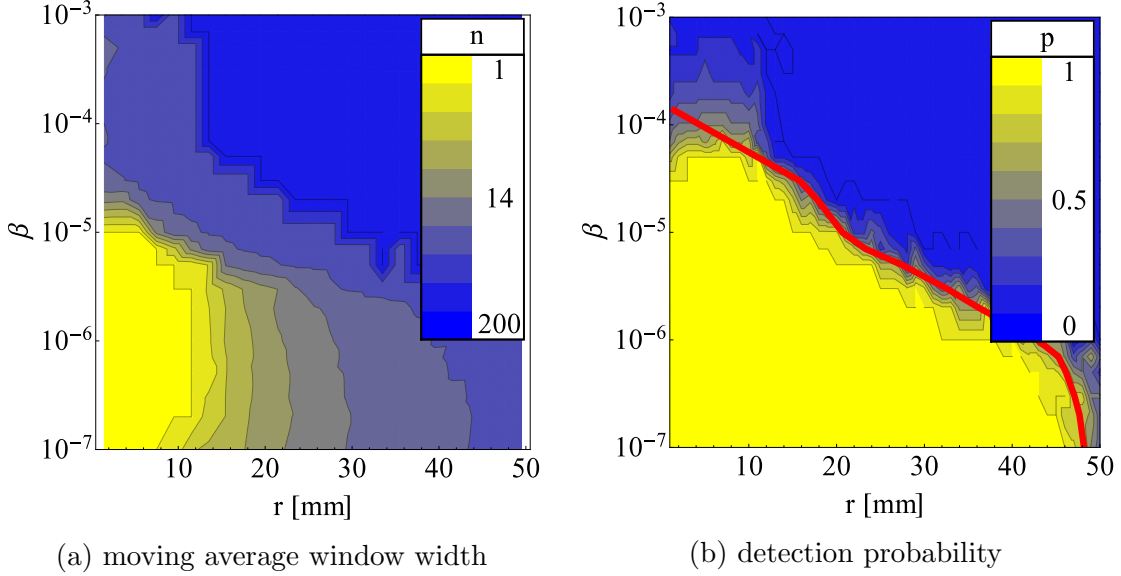 10⁻³
10⁻⁴
10⁻⁵
10⁻⁶
10⁻⁷
β
10 20 30 40 50
r [mm]
n
1
14
200
(a) moving average window width
10⁻³
10⁻⁴
10⁻⁵
10⁻⁶
10⁻⁷
β
10 20 30 40 50
r [mm]
p
1
0.5
0
(b) detection probability